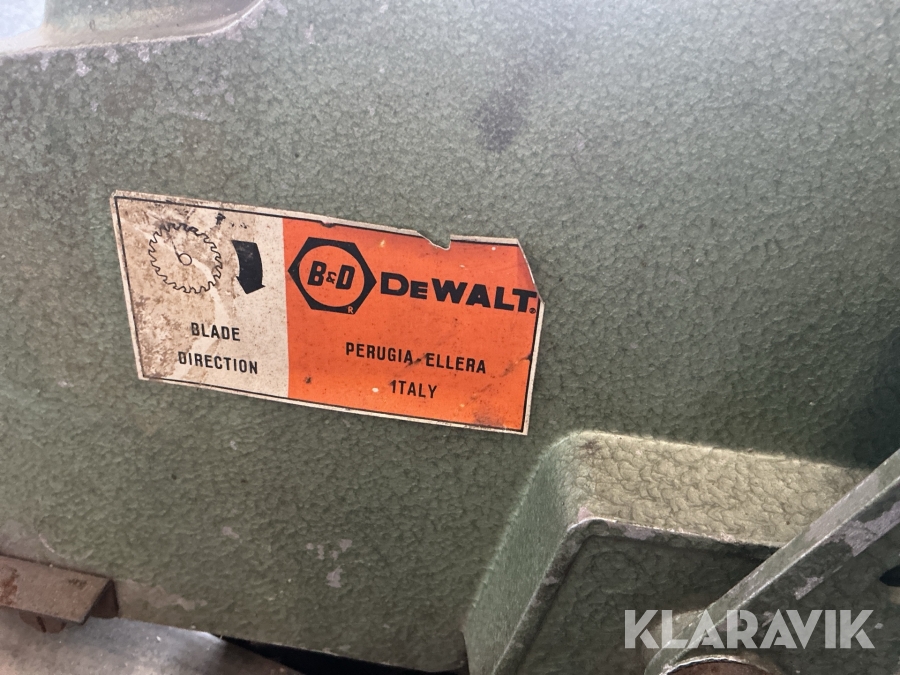 BLADE
DIRECTION
B&D
R
DEWALT
PERUGIA-ELLERA
ITALY
KLARAVIK